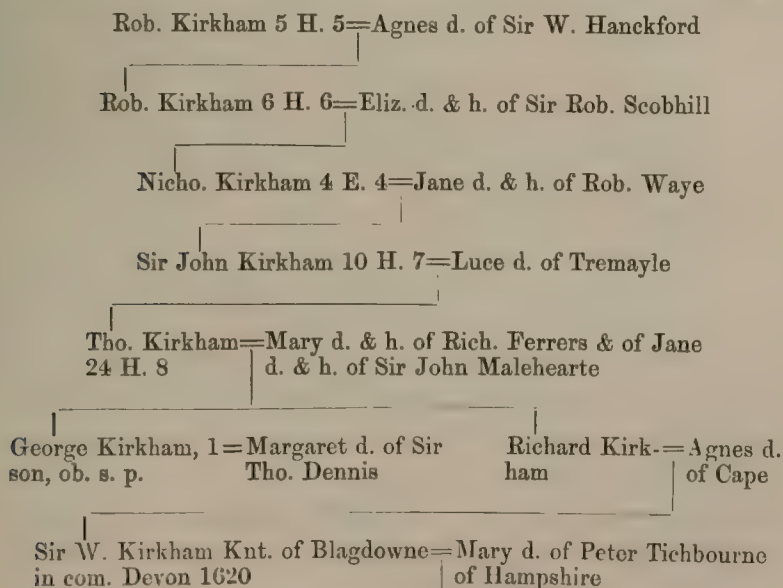 Rob. Kirkham 5 H. 5=Agnes d. of Sir W. Hanckford
Rob. Kirkham 6 H. 6=Eliz. d. & h. of Sir Rob. Scobhill
Nicho. Kirkham 4 E. 4=Jane d. & h. of Rob. Waye
Sir John Kirkham 10 H. 7=Luce d. of Tremayle
Tho. Kirkham=Mary d. & h. of Rich. Ferrers & of Jane
24 H. 8 d. & h. of Sir John Malehearte
George Kirkham, 1=Margaret d. of Sir Richard Kirk-=Agnes d.
son, ob. s. p. Tho. Dennis ham of Cape
Sir W. Kirkham Knt. of Blagdowne=Mary d. of Peter Tichbourne
in com. Devon 1620 of Hampshire